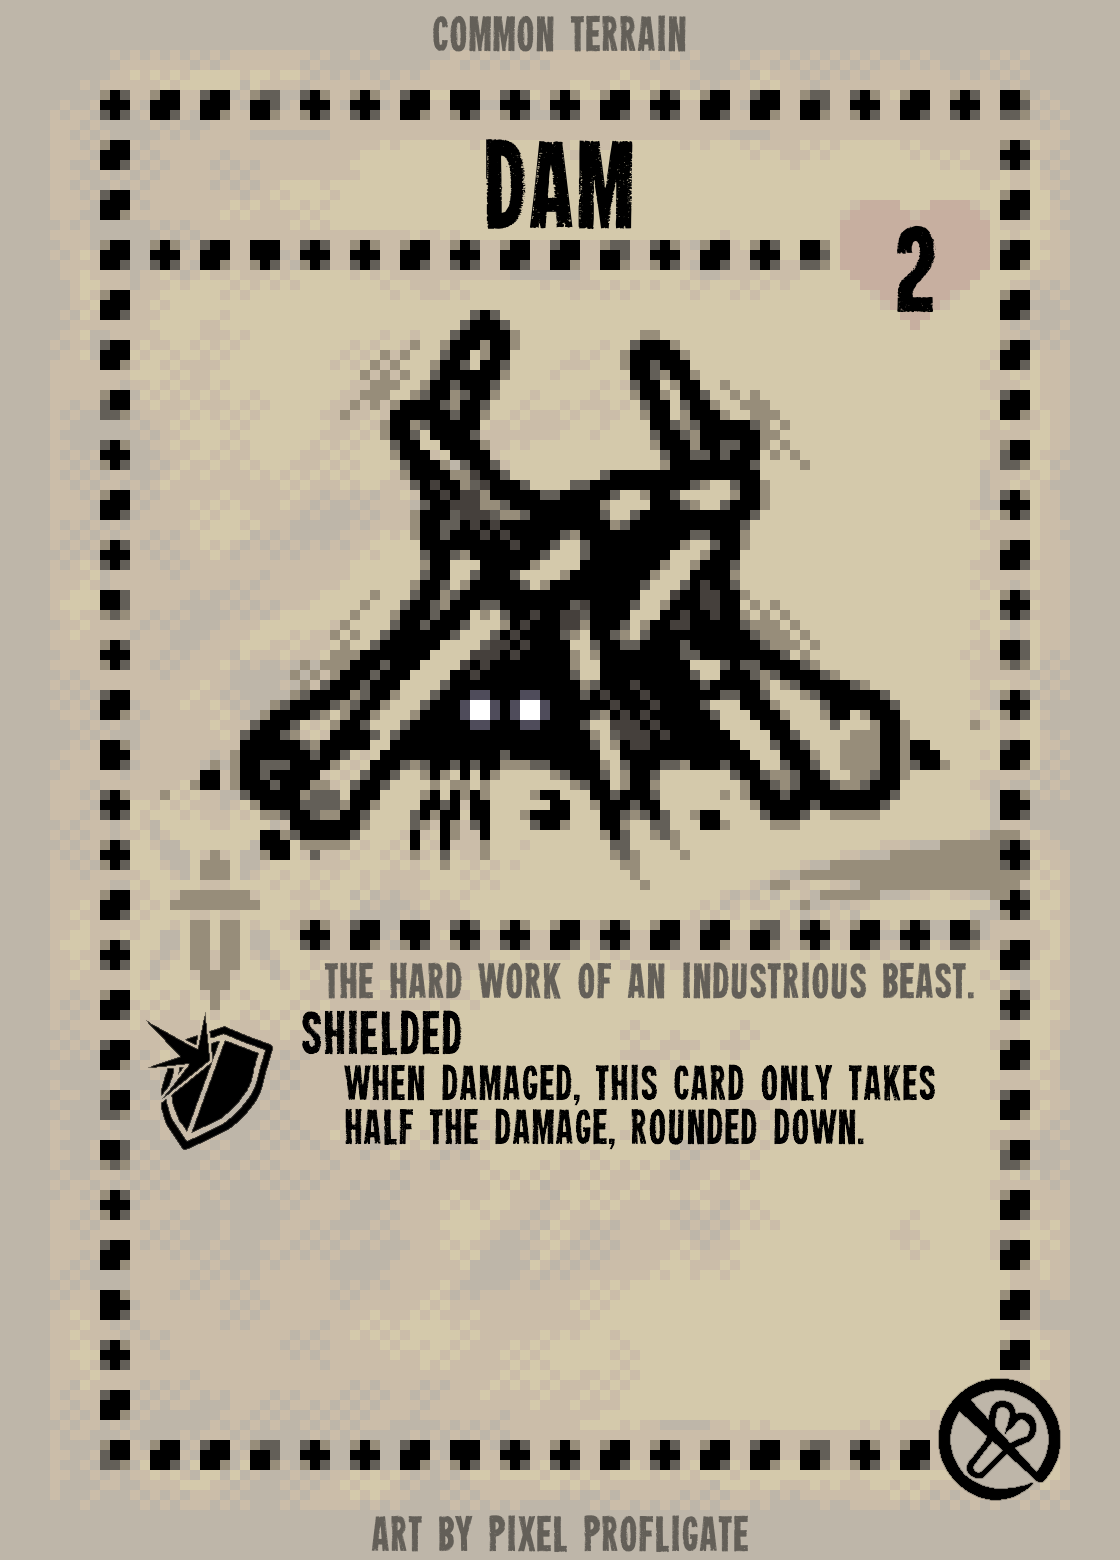 COMMON TERRAIN
DAM
2
THE HARD WORK OF AN INDUSTRIOUS BEAST.
SHIELDED
WHEN DAMAGED, THIS CARD ONLY TAKES
HALF THE DAMAGE, ROUNDED DOWN.
ART BY PIXEL PROFLIGATE